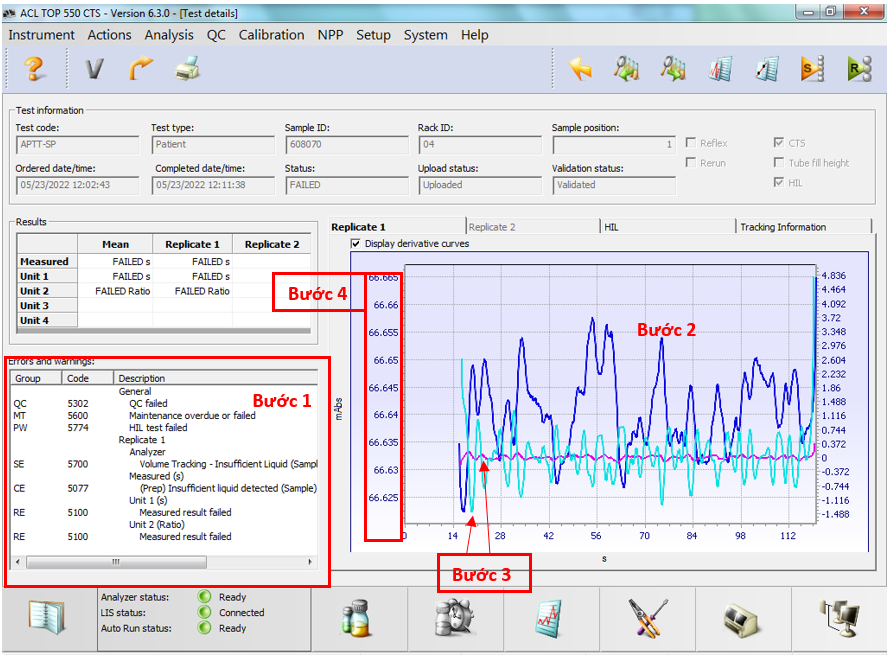 ACL TOP 550 CTS - Version 6.3.0 - [Test details]
Instrument Actions Analysis QC Calibration NPP Setup System Help
S R
Test information
Test code: Test type: Sample ID: Rack ID: Sample position:
APTT-SP Patient 608070 04 1 Reflex CTS
Rerun Tube fill height
Ordered date/time: Completed date/time: Status: Upload status: Validation status:
05/23/2022 12:02:43 05/23/2022 12:11:38 FAILED Uploaded Validated HIL
Results
Mean Replicate 1 Replicate 2
Measured FAILED s FAILED s
Unit 1 FAILED s FAILED s
Unit 2 FAILED Ratio FAILED Ratio
Unit 3
Unit 4
Errors and warnings:
Group Code Description
General
QC 5302 QC failed
MT 5600 Maintenance overdue or failed
PW 5774 HIL test failed
Replicate 1
Analyzer
SE 5700 Volume Tracking - Insufficient Liquid (Sampl
Measured (s)
CE 5077 (Prep) Insufficient liquid detected (Sample)
Unit 1 (s)
RE 5100 Measured result failed
Unit 2 (Ratio)
RE 5100 Measured result failed
Bước 1
Replicate 1 Replicate 2 HIL Tracking Information
Display derivative curves
Bước 4
Bước 2
66.665
66.66
66.655
66.65
66.645
66.64
66.635
66.63
66.625
mAbs
4.836
4.464
4.092
3.72
3.348
2.976
2.604
2.232
1.86
1.488
1.116
0.744
0.372
0
-0.372
-0.744
-1.116
-1.488
0 14 28 42 56 70 84 98 112
s
Bước 3
Analyzer status: Ready
LIS status: Connected
Auto Run status: Ready